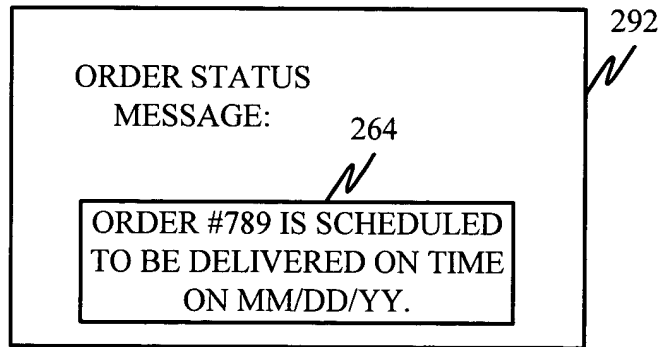 292
ORDER STATUS
MESSAGE:
264
ORDER #789 IS SCHEDULED
TO BE DELIVERED ON TIME
ON MM/DD/YY.